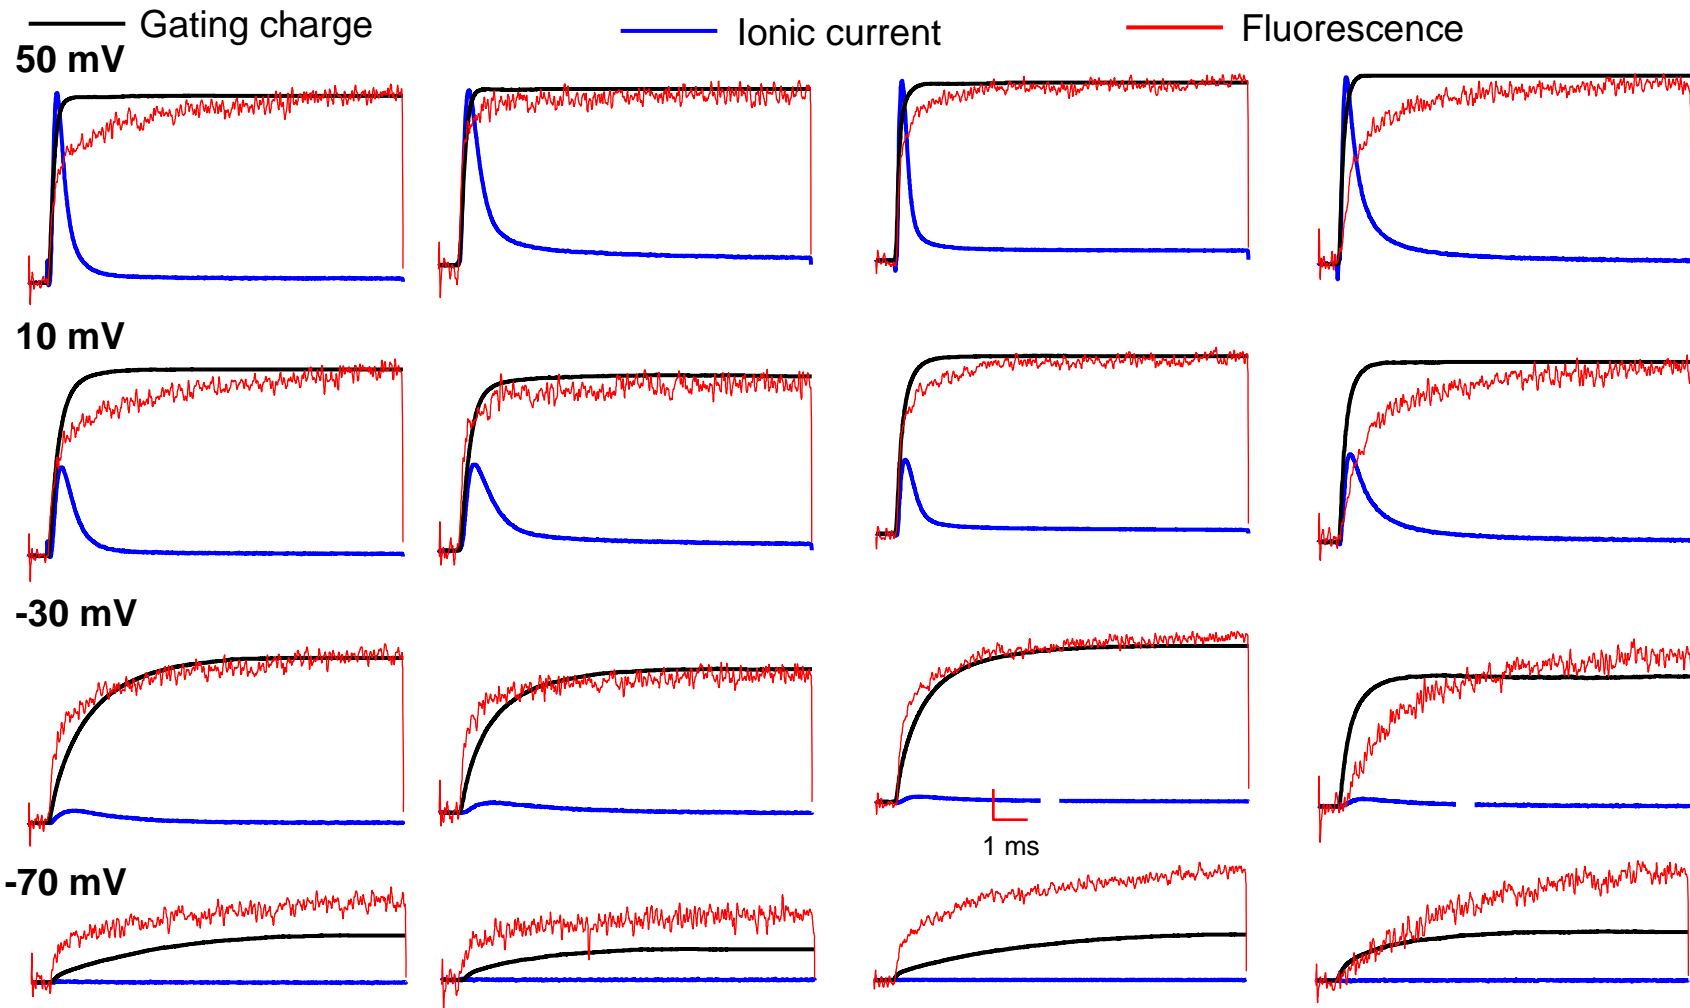 Gating charge
Ionic current
Fluorescence
50 mV
10 mV
-30 mV
1 ms
-70 mV